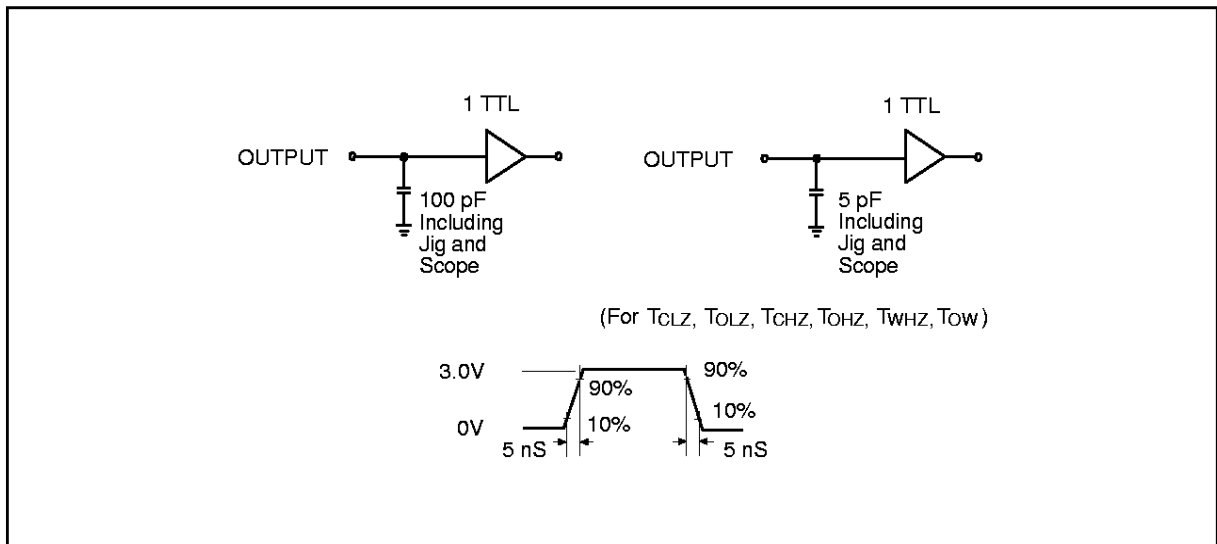 1 TTL
OUTPUT
100 pF
Including
Jig and
Scope
1 TTL
OUTPUT
5 pF
Including
Jig and
Scope
(For TCLZ, TOLZ, TCHZ, TOHZ, TWHZ, TOW)
3.0V
90%
90%
0V
10%
10%
5 nS
5 nS